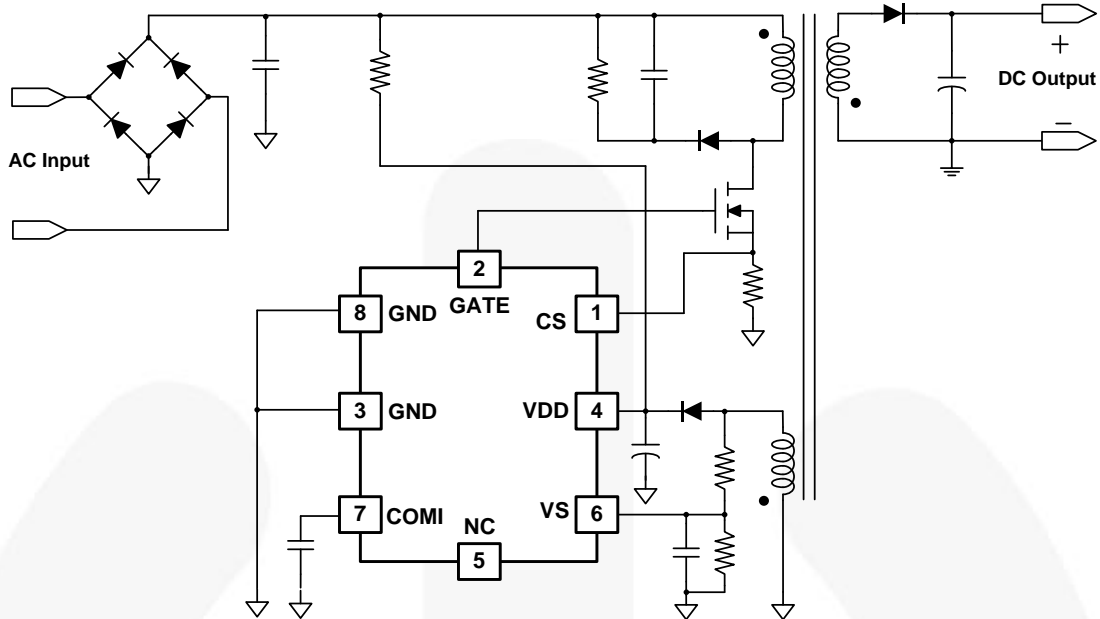 +
DC Output
−
AC Input
2
GATE
8
GND
CS
1
3
GND
VDD
4
7
COMI
NC
5
VS
6